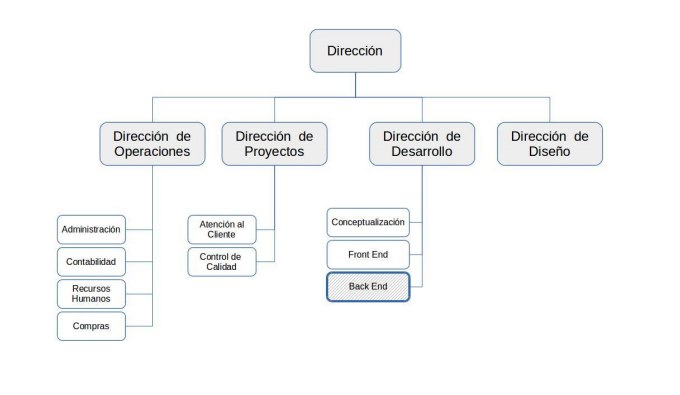 Dirección
Dirección de
Operaciones
Dirección de
Proyectos
Dirección de
Desarrollo
Dirección de
Diseño
Administración
Contabilidad
Recursos
Humanos
Compras
Atención al
Cliente
Control de
Calidad
Conceptualización
Front End
Back End